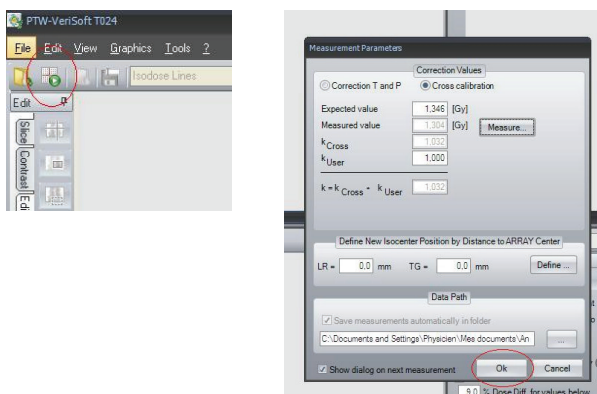 PTW-VeriSoft T024
File Edit View Graphics Tools ?
Isodose Lines
Edit
Slice
Contrast
Edi
Measurement Parameters
Correction Values
Correction T and P Cross calibration
Expected value 1,346 [Gy]
Measured value 1,304 [Gy] Measure...
kCross 1,032
kUser 1,000
k = k Cross * k User 1,032
Define New Isocenter Position by Distance to ARRAY Center
LR = 0,0 mm TG = 0,0 mm Define ...
Data Path
Save measurements automatically in folder
C:\Documents and Settings\Physicien\Mes documents\An ...
Show dialog on next measurement Ok Cancel
9,0 % Dose Diff. for values below